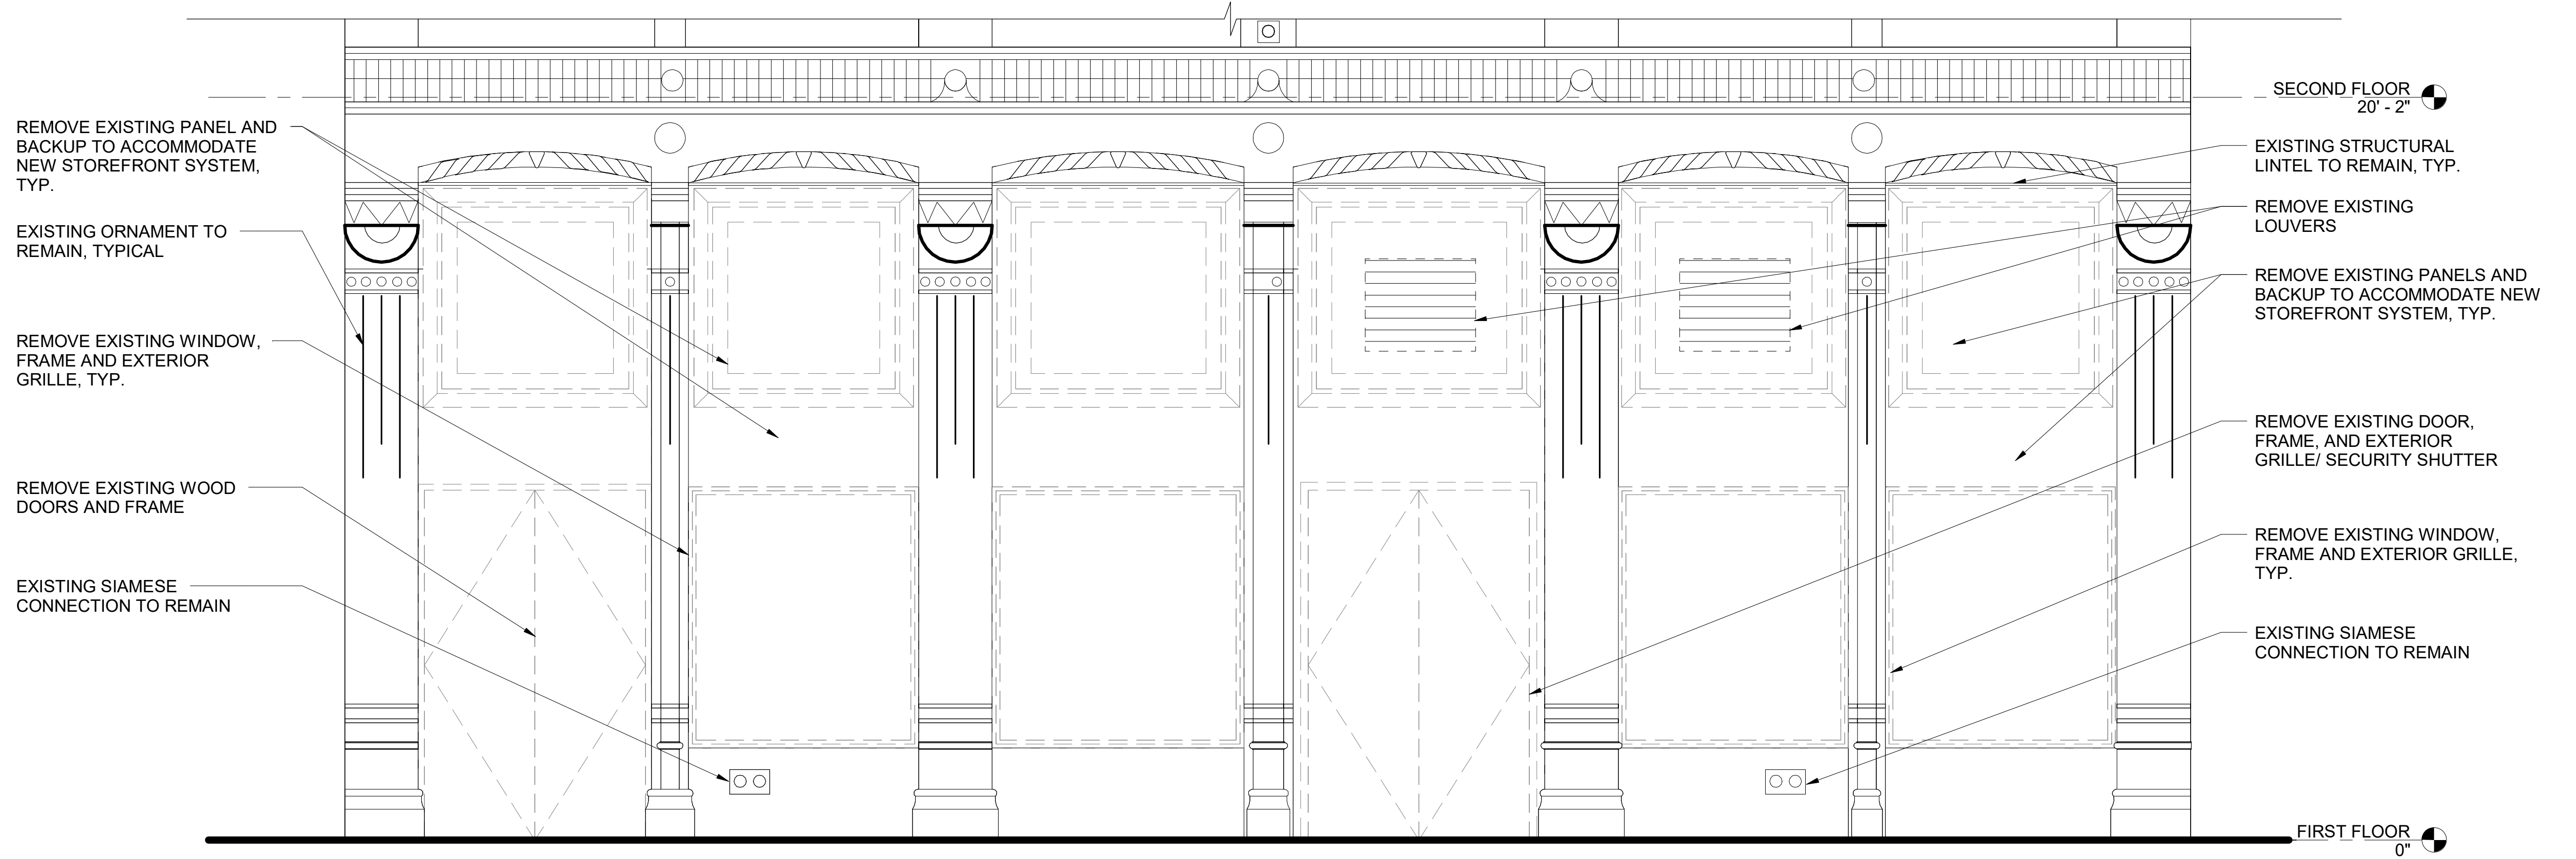 REMOVE EXISTING PANEL AND
BACKUP TO ACCOMMODATE
NEW STOREFRONT SYSTEM,
TYP.
EXISTING ORNAMENT TO
REMAIN, TYPICAL
REMOVE EXISTING WINDOW,
FRAME AND EXTERIOR
GRILLE, TYP.
REMOVE EXISTING WOOD
DOORS AND FRAME
EXISTING SIAMESE
CONNECTION TO REMAIN
SECOND FLOOR
20' - 2"
EXISTING STRUCTURAL
LINTEL TO REMAIN, TYP.
REMOVE EXISTING
LOUVERS
REMOVE EXISTING PANELS AND
BACKUP TO ACCOMMODATE NEW
STOREFRONT SYSTEM, TYP.
REMOVE EXISTING DOOR,
FRAME, AND EXTERIOR
GRILLE/ SECURITY SHUTTER
REMOVE EXISTING WINDOW,
FRAME AND EXTERIOR GRILLE,
TYP.
EXISTING SIAMESE
CONNECTION TO REMAIN
FIRST FLOOR
0"